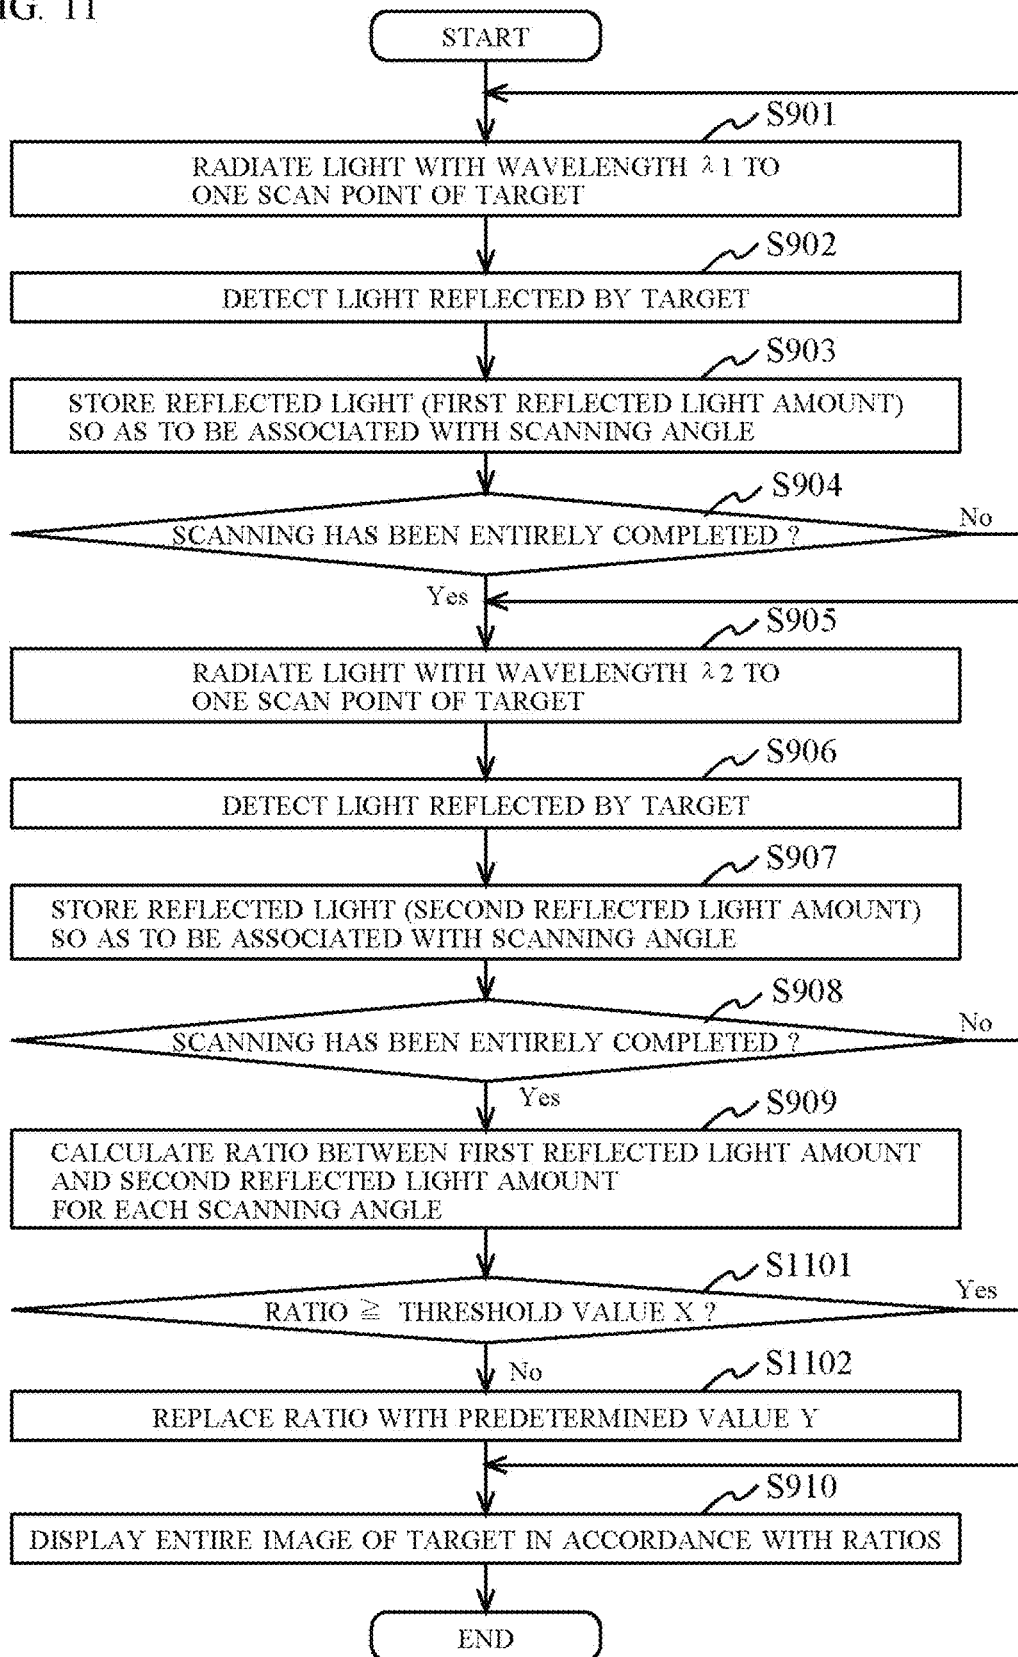 IG. 11
START
S901
RADIATE LIGHT WITH WAVELENGTH λ1 TO
ONE SCAN POINT OF TARGET
S902
DETECT LIGHT REFLECTED BY TARGET
S903
STORE REFLECTED LIGHT (FIRST REFLECTED LIGHT AMOUNT)
SO AS TO BE ASSOCIATED WITH SCANNING ANGLE
S904
SCANNING HAS BEEN ENTIRELY COMPLETED ?
No
Yes
S905
RADIATE LIGHT WITH WAVELENGTH λ2 TO
ONE SCAN POINT OF TARGET
S906
DETECT LIGHT REFLECTED BY TARGET
S907
STORE REFLECTED LIGHT (SECOND REFLECTED LIGHT AMOUNT)
SO AS TO BE ASSOCIATED WITH SCANNING ANGLE
S908
SCANNING HAS BEEN ENTIRELY COMPLETED ?
No
Yes
S909
CALCULATE RATIO BETWEEN FIRST REFLECTED LIGHT AMOUNT
AND SECOND REFLECTED LIGHT AMOUNT
FOR EACH SCANNING ANGLE
S1101
RATIO ≧ THRESHOLD VALUE X ?
Yes
No
S1102
REPLACE RATIO WITH PREDETERMINED VALUE Y
S910
DISPLAY ENTIRE IMAGE OF TARGET IN ACCORDANCE WITH RATIOS
END